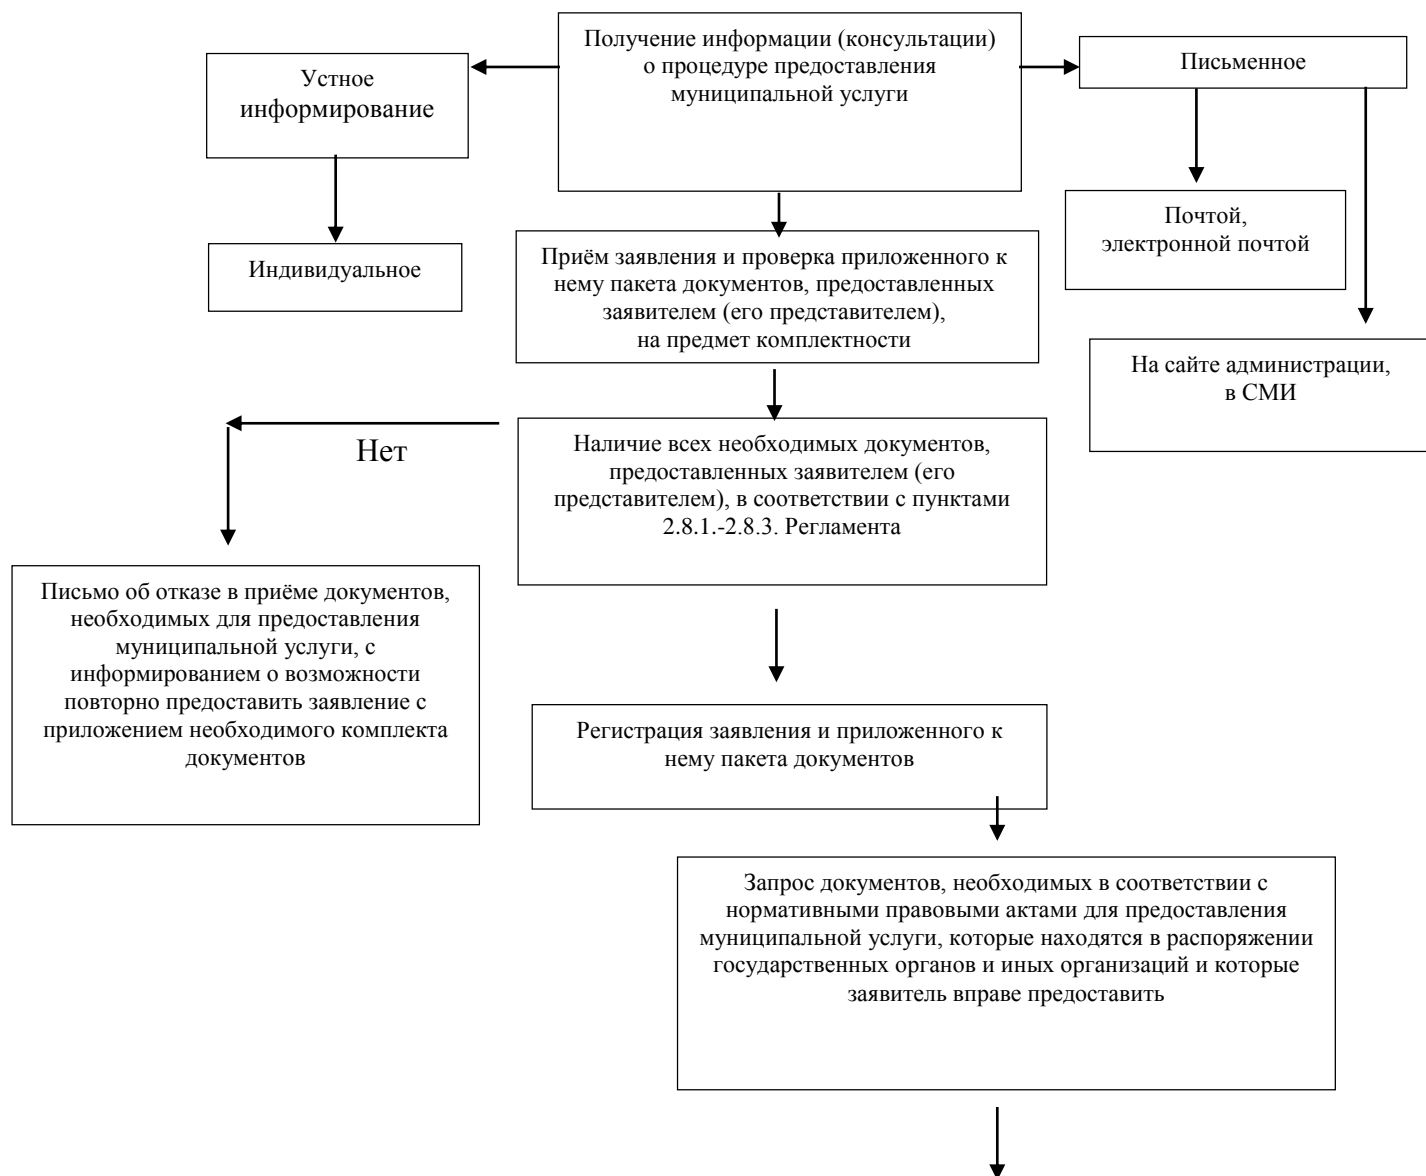 Получение информации (консультации)
о процедуре предоставления
муниципальной услуги
Устное
информирование
Письменное
Индивидуальное
Почтой,
электронной почтой
Приём заявления и проверка приложенного к
нему пакета документов, предоставленных
заявителем (его представителем),
на предмет комплектности
На сайте администрации,
в СМИ
Нет
Наличие всех необходимых документов,
предоставленных заявителем (его
представителем), в соответствии с пунктами
2.8.1.-2.8.3. Регламента
Письмо об отказе в приёме документов,
необходимых для предоставления
муниципальной услуги, с
информированием о возможности
повторно предоставить заявление с
приложением необходимого комплекта
документов
Регистрация заявления и приложенного к
нему пакета документов
Запрос документов, необходимых в соответствии с
нормативными правовыми актами для предоставления
муниципальной услуги, которые находятся в распоряжении
государственных органов и иных организаций и которые
заявитель вправе предоставить